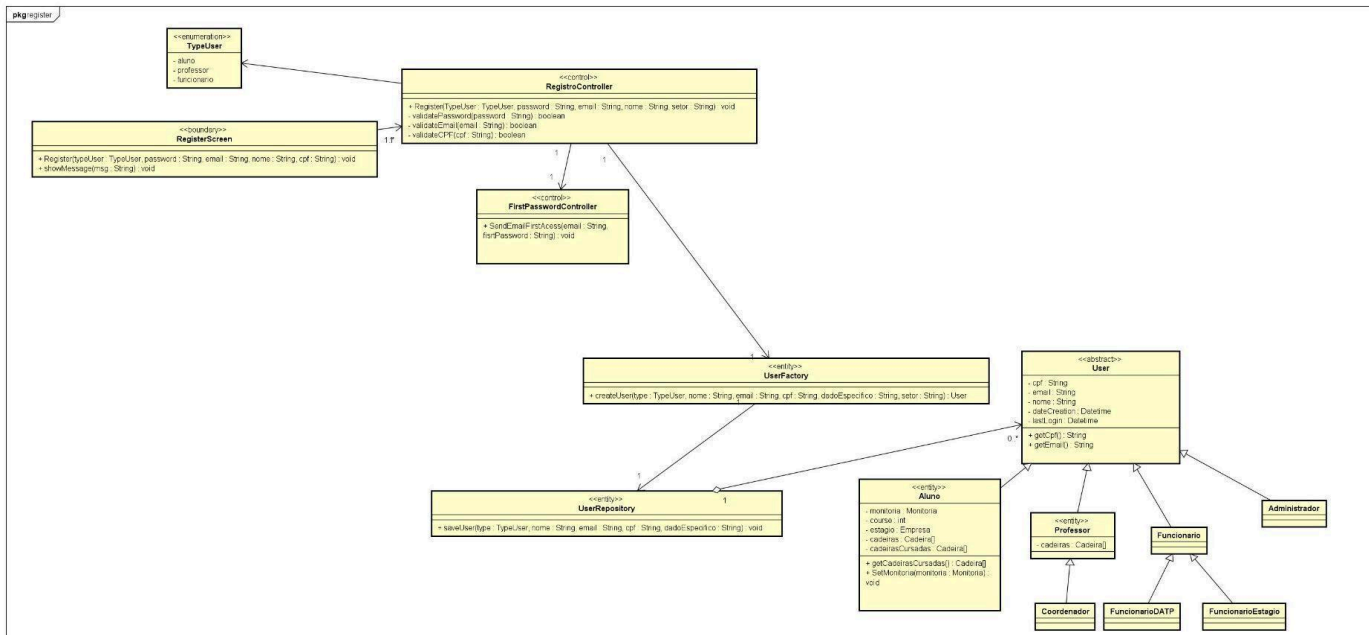 pkg register
<<enumeration>>
TypeUser
- aluno
- professor
- funcionario
<<control>>
RegistroController
+ Register(TypeUser : TypeUser, password : String, email : String, nome : String, setor : String) : void
- validatePassword(password : String) : boolean
- validateEmail(email : String) : boolean
- validateCPF(cpf : String) : boolean
<<boundary>>
RegisterScreen
+ Register(typeUser : TypeUser, password : String, email : String, nome : String, cpf : String) : void
+ showMessage(msg : String) : void
1
1
1
1
<<control>>
FirstPasswordController
+ SendEmailFirstAcess(email : String,
fisrtPassword : String) : void
1
<<entity>>
UserFactory
+ createUser(type : TypeUser, nome : String, email : String, cpf : String, dadoEspecifico : String, setor : String) : User
1
1
<<abstract>>
User
- cpf : String
- email : String
- nome : String
- dateCreation : Datetime
- lastLogin : Datetime
+ getCpf() : String
+ getEmail() : String
0..*
1
<<entity>>
UserRepository
+ saveUser(type : TypeUser, nome : String, email : String, cpf : String, dadoEspecifico : String) : void
<<entity>>
Aluno
- monitoria : Monitoria
- course : int
- estagio : Empresa
- cadeiras : Cadeira[]
- cadeirasCursadas : Cadeira[]
+ getCadeirasCursadas() : Cadeira[]
+ SetMonitoria(monitoria : Monitoria) :
void
<<entity>>
Professor
- cadeiras : Cadeira[]
Funcionario
Administrador
Coordenador
FuncionarioDATP
FuncionarioEstagio